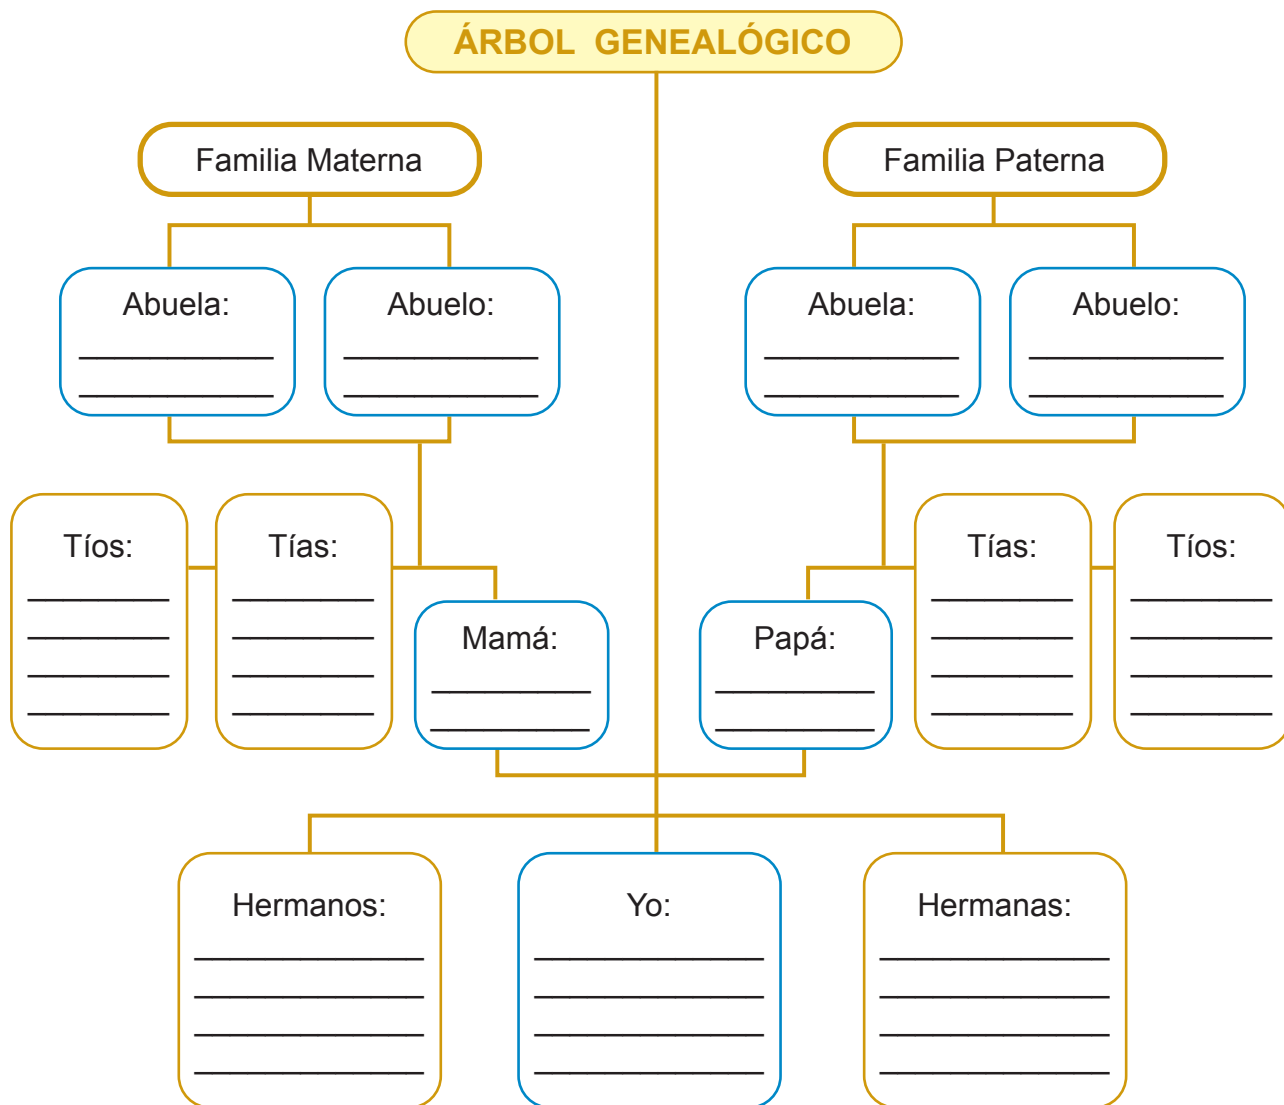 ÁRBOL GENEALÓGICO
Familia Materna
Familia Paterna
Abuela:
Abuelo:
Abuela:
Abuelo:
Tíos:
Tías:
Tías:
Tíos:
Mamá:
Papá:
Hermanos:
Yo:
Hermanas: